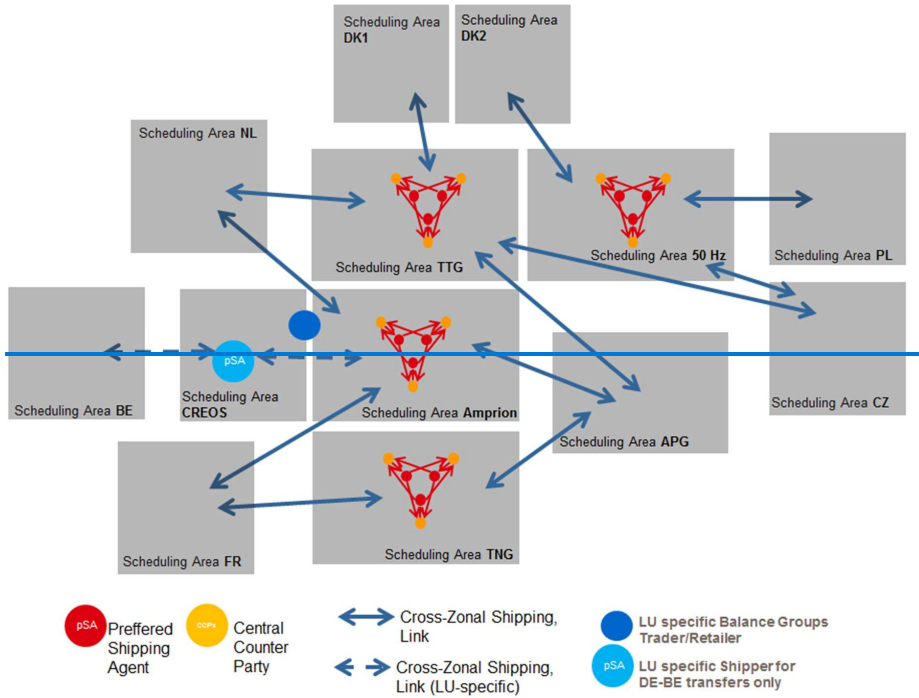 Scheduling Area
DK1
Scheduling Area
DK2
Scheduling Area NL
Scheduling Area TTG
Scheduling Area 50 Hz
Scheduling Area PL
Scheduling Area BE
pSA
Scheduling Area
CREOS
Scheduling Area Amprion
Scheduling Area APG
Scheduling Area CZ
Scheduling Area FR
Scheduling Area TNG
pSA
Preffered
Shipping
Agent
CCPs
Central
Counter
Party
Cross-Zonal Shipping,
Link
Cross-Zonal Shipping,
Link (LU-specific)
LU specific Balance Groups
Trader/Retailer
pSA
LU specific Shipper for
DE-BE transfers only